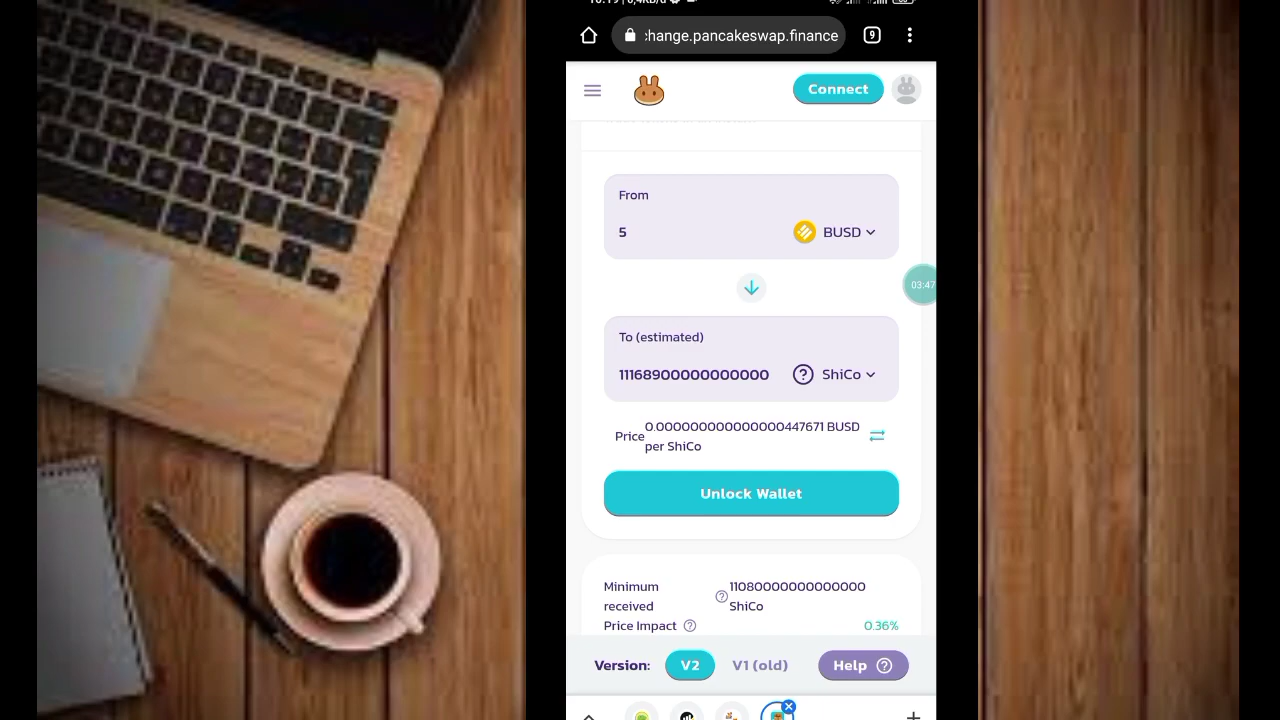 :hange.pancakeswap.finance
9
Connect
From
5
BUSD
03:47
To (estimated)
11168900000000000
ShiCo
Price
0.000000000000000447671 BUSD
per ShiCo
Unlock Wallet
Minimum
received
11080000000000000
ShiCo
Price Impact
0.36%
Version:
V2
V1 (old)
Help